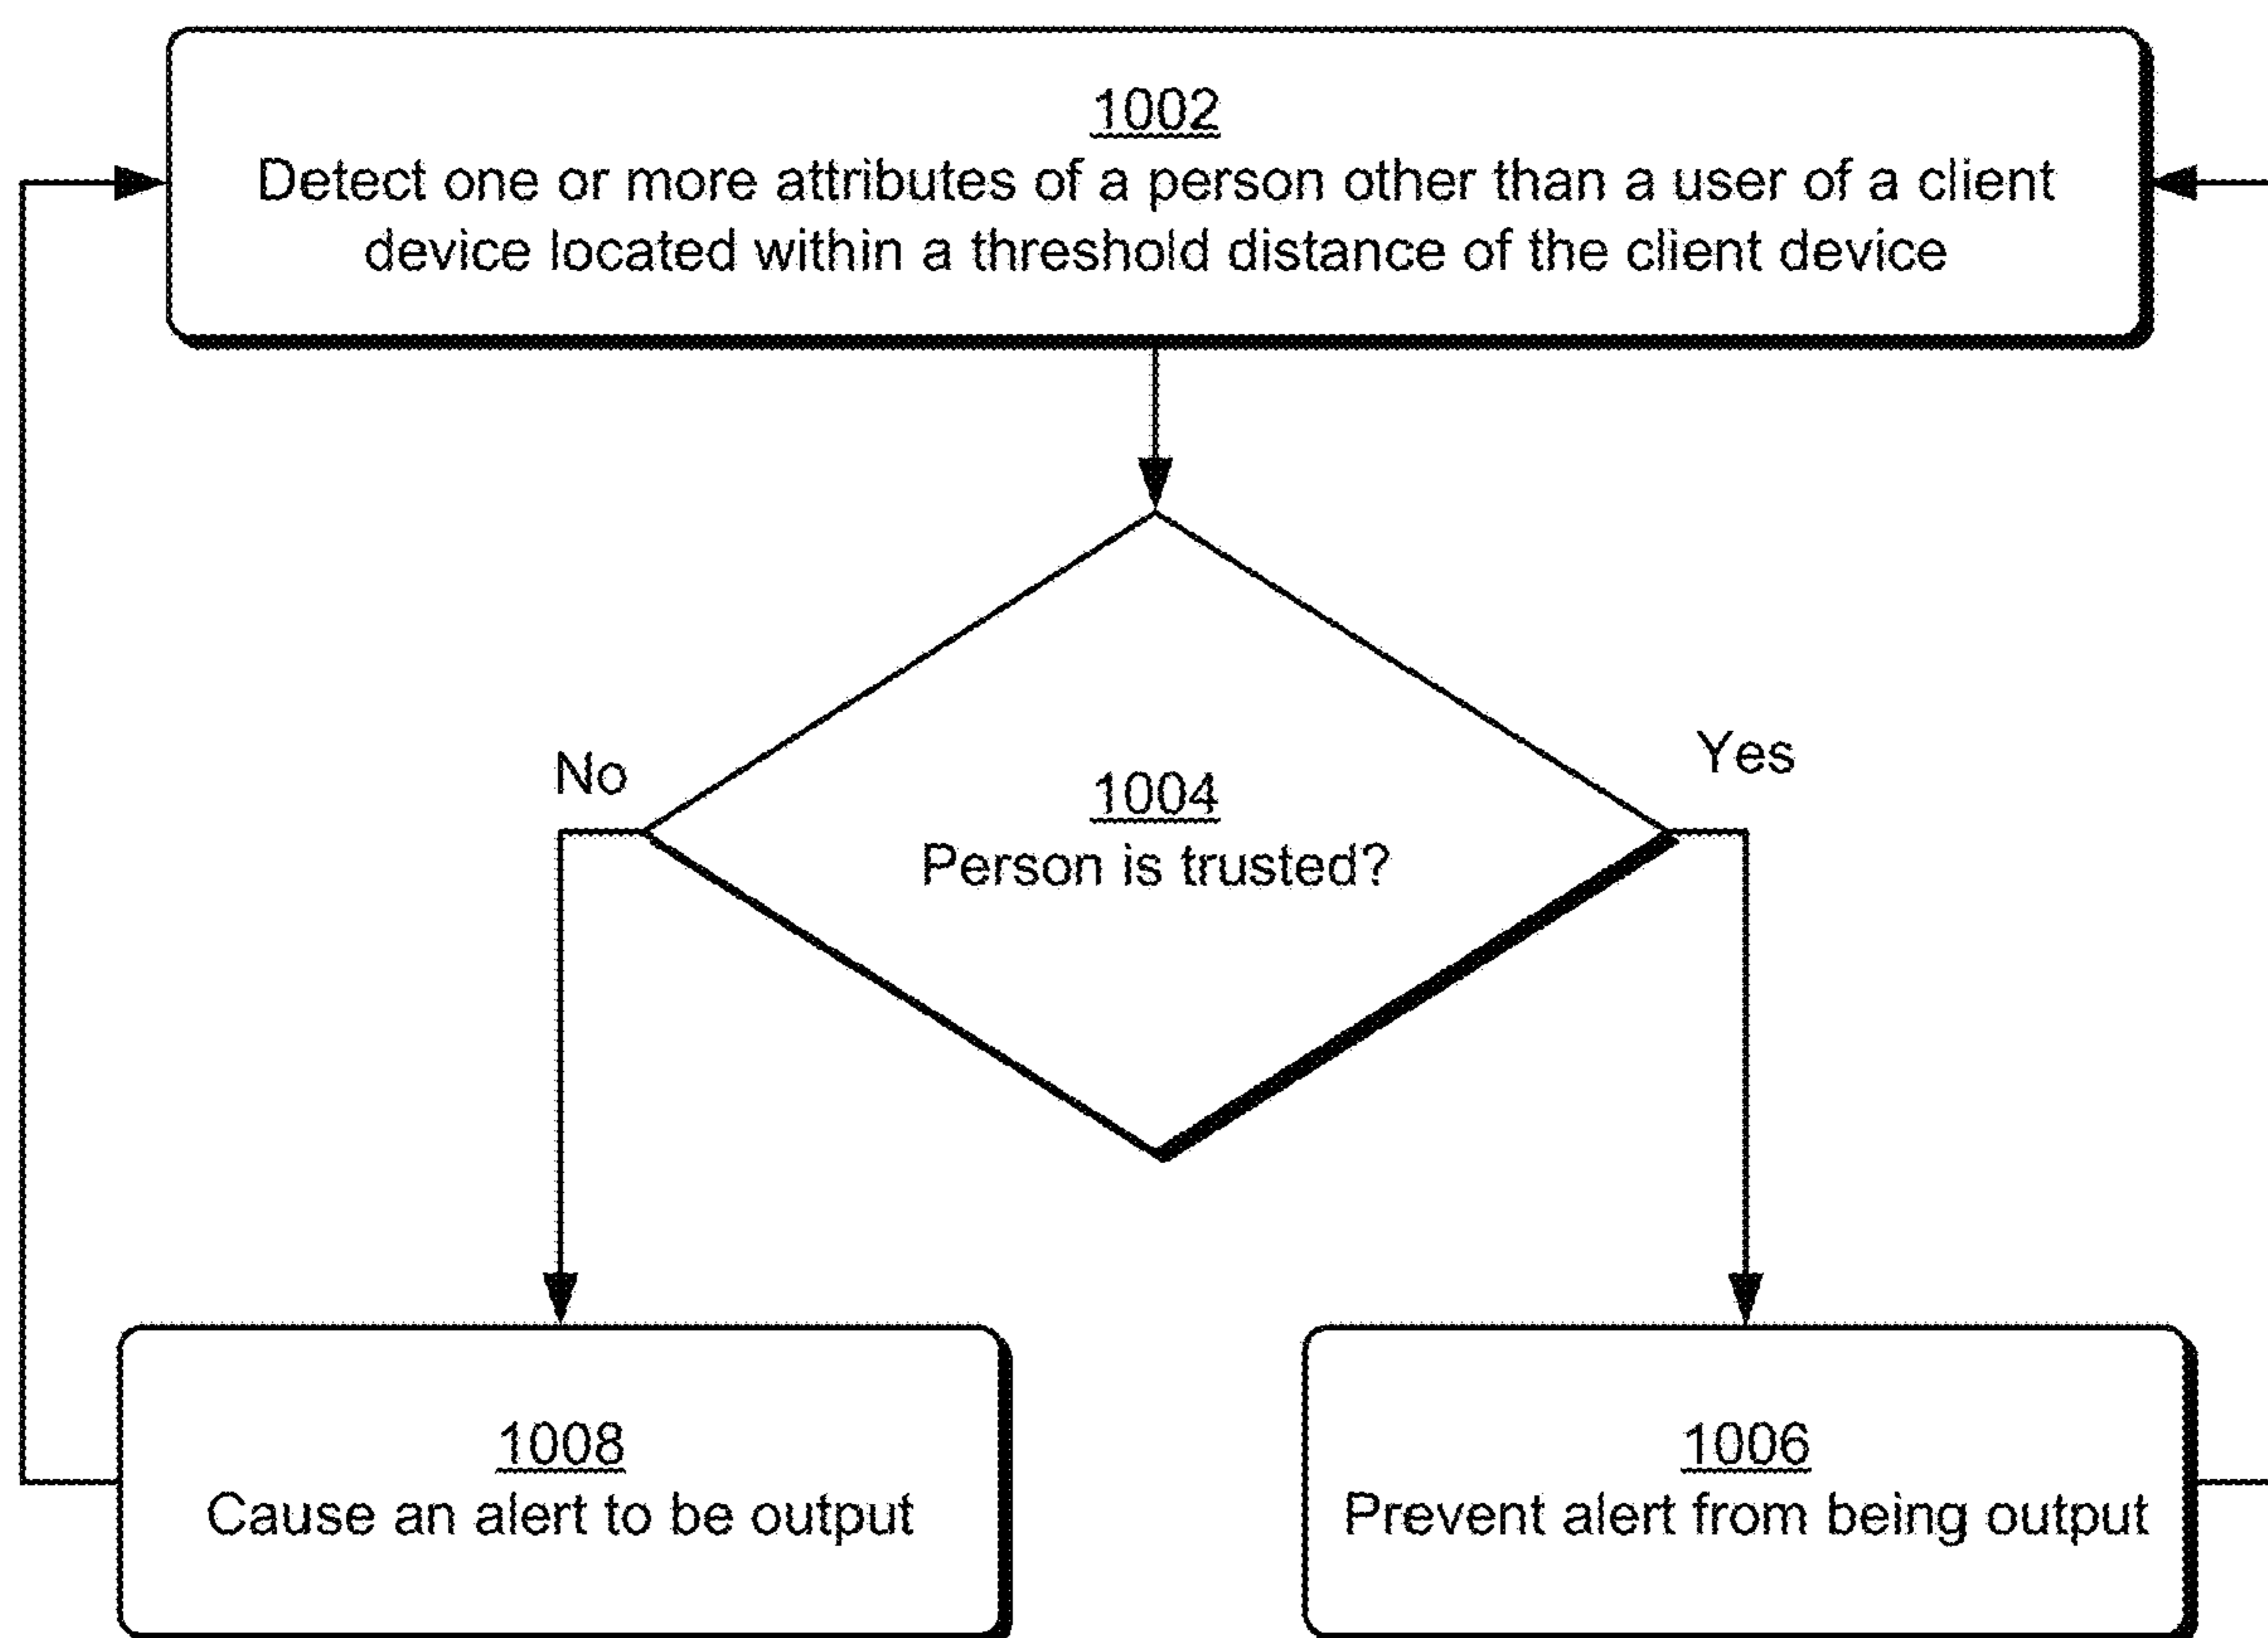 1002
Detect one or more attributes of a person other than a user of a client
device located within a threshold distance of the client device
No
Yes
1004
Person is trusted?
1008
Cause an alert to be output
1006
Prevent alert from being output